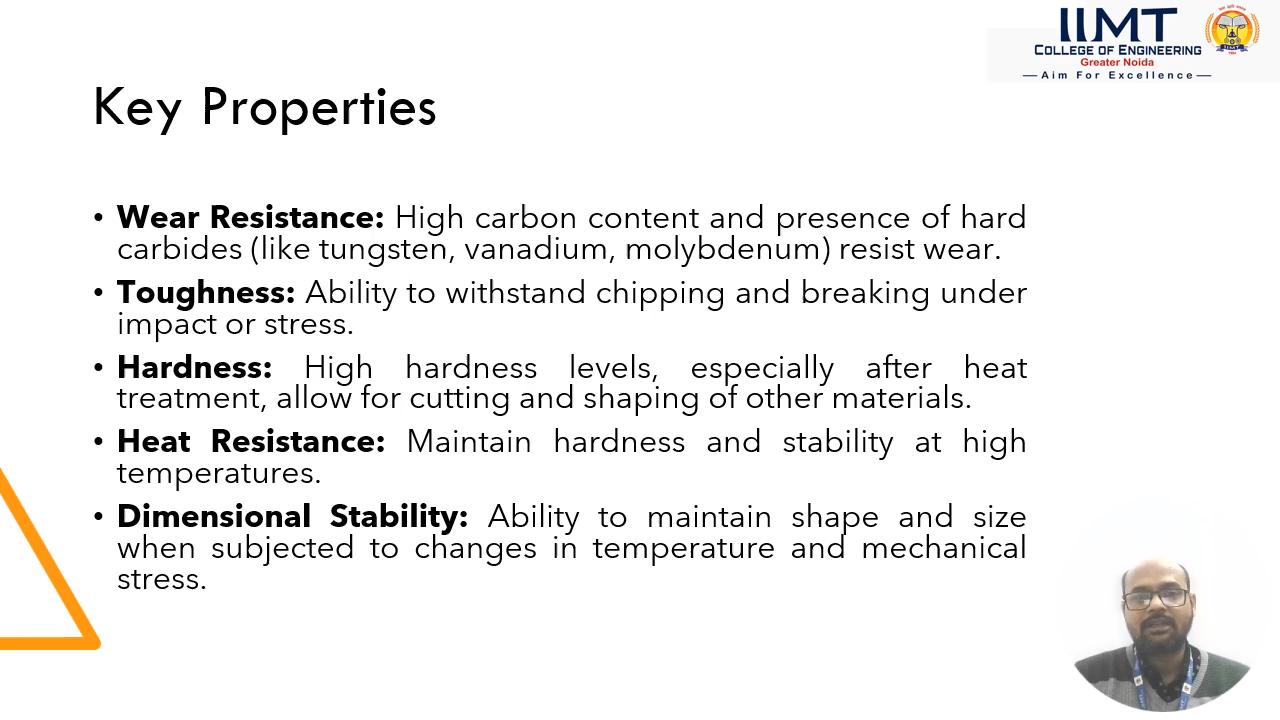 IIMT
COLLEGE OF ENGINEERING
Greater Noida
Aim For Excellence
Key Properties
• Wear Resistance: High carbon content and presence of hard
carbides (like tungsten, vanadium, molybdenum) resist wear.
• Toughness: Ability to withstand chipping and breaking under
impact or stress.
• Hardness: High hardness levels, especially after heat
treatment, allow for cutting and shaping of other materials.
• Heat Resistance: Maintain hardness and stability at high
temperatures.
• Dimensional Stability: Ability to maintain shape and size
when subjected to changes in temperature and mechanical
stress.